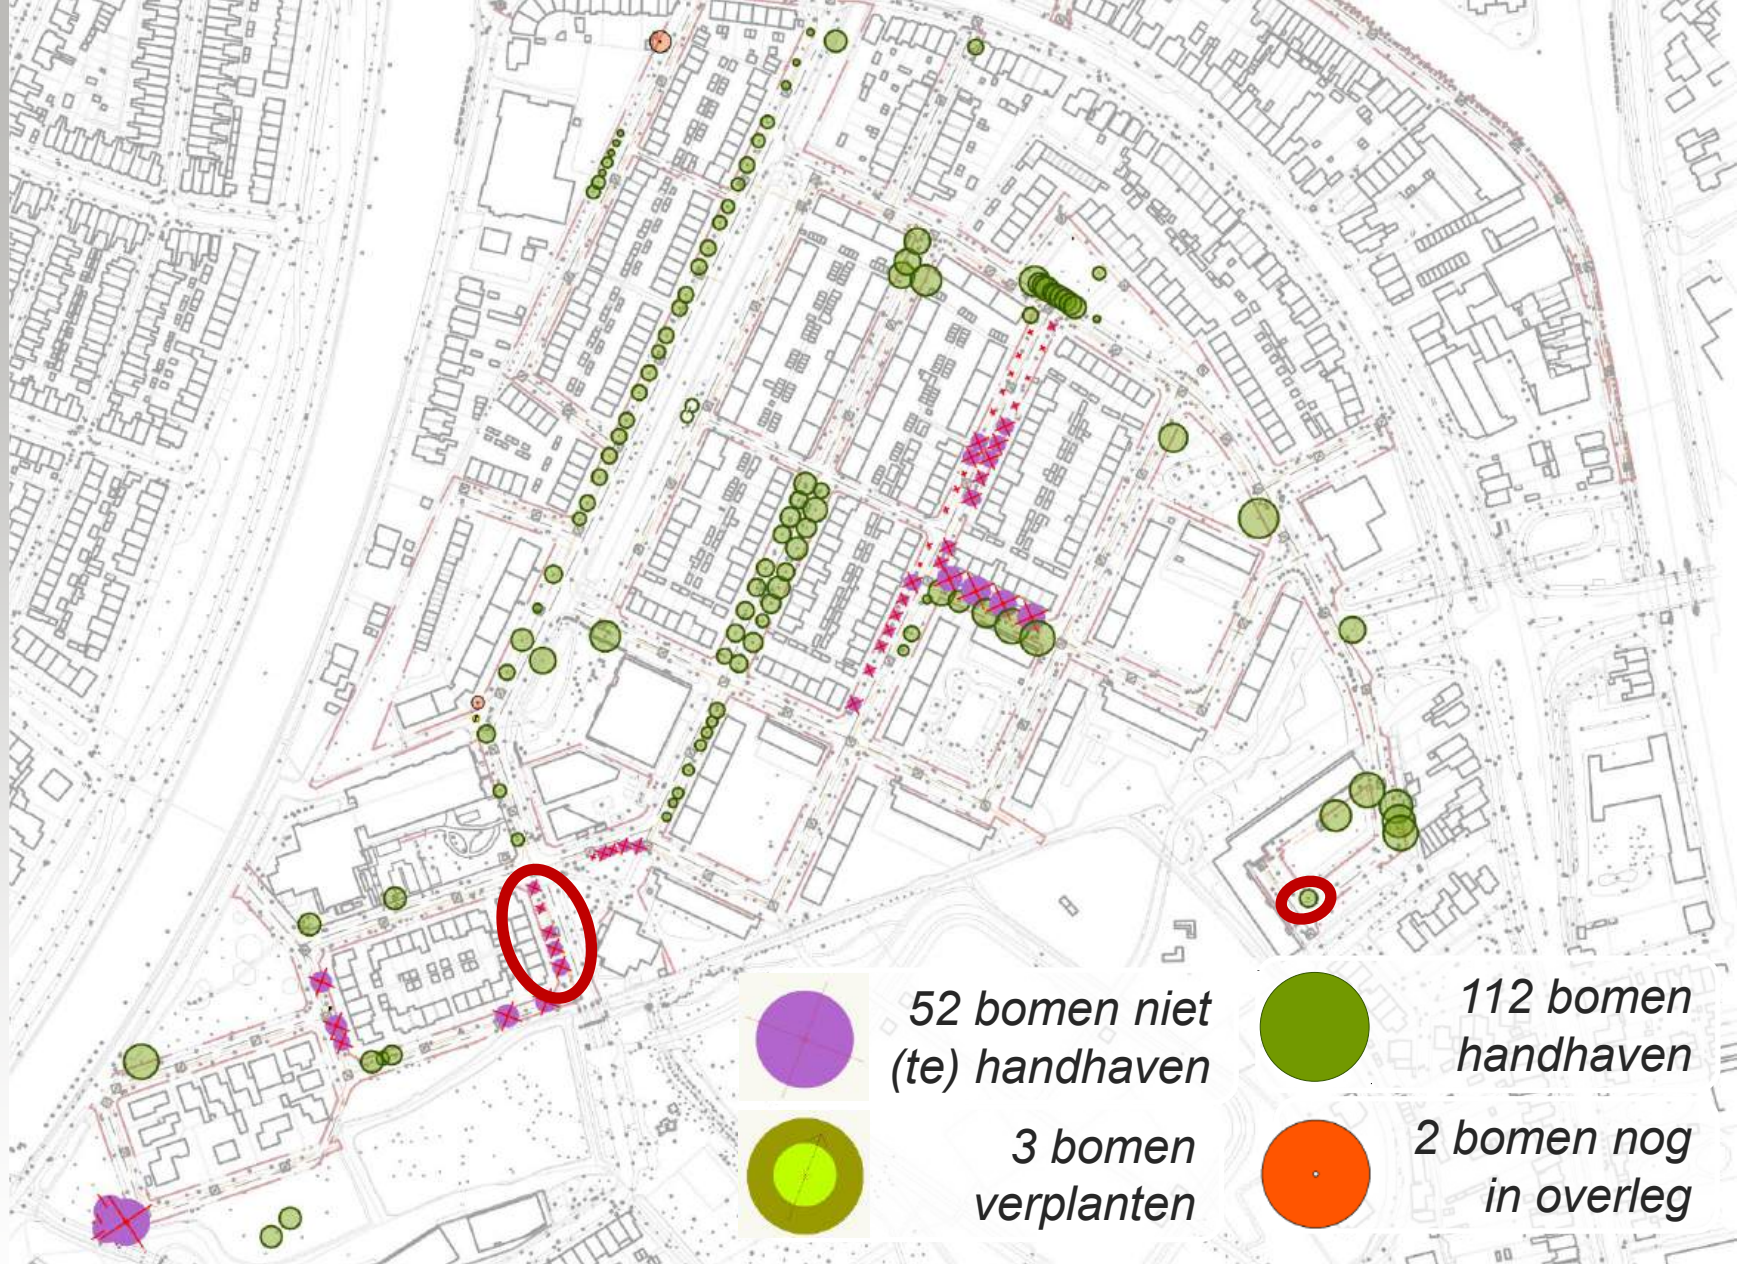 52 bomen niet
(te) handhaven
112 bomen
handhaven
3 bomen
verplanten
2 bomen nog
in overleg